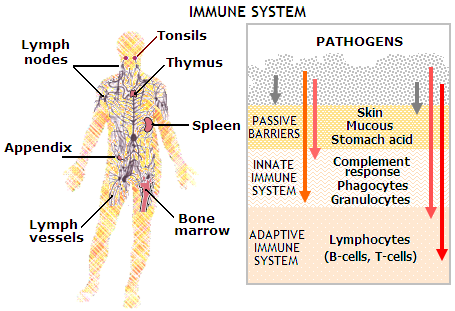 IMMUNE SYSTEM
Lymph
nodes
Tonsils
Thymus
Spleen
Appendix
Lymph
vessels
Bone
marrow
PATHOGENS
PASSIVE
BARRIERS
Skin
Mucous
Stomach acid
INNATE
IMMUNE
SYSTEM
Complement
response
Phagocytes
Granulocytes
ADAPTIVE
IMMUNE
SYSTEM
Lymphocytes
(B-cells, T-cells)